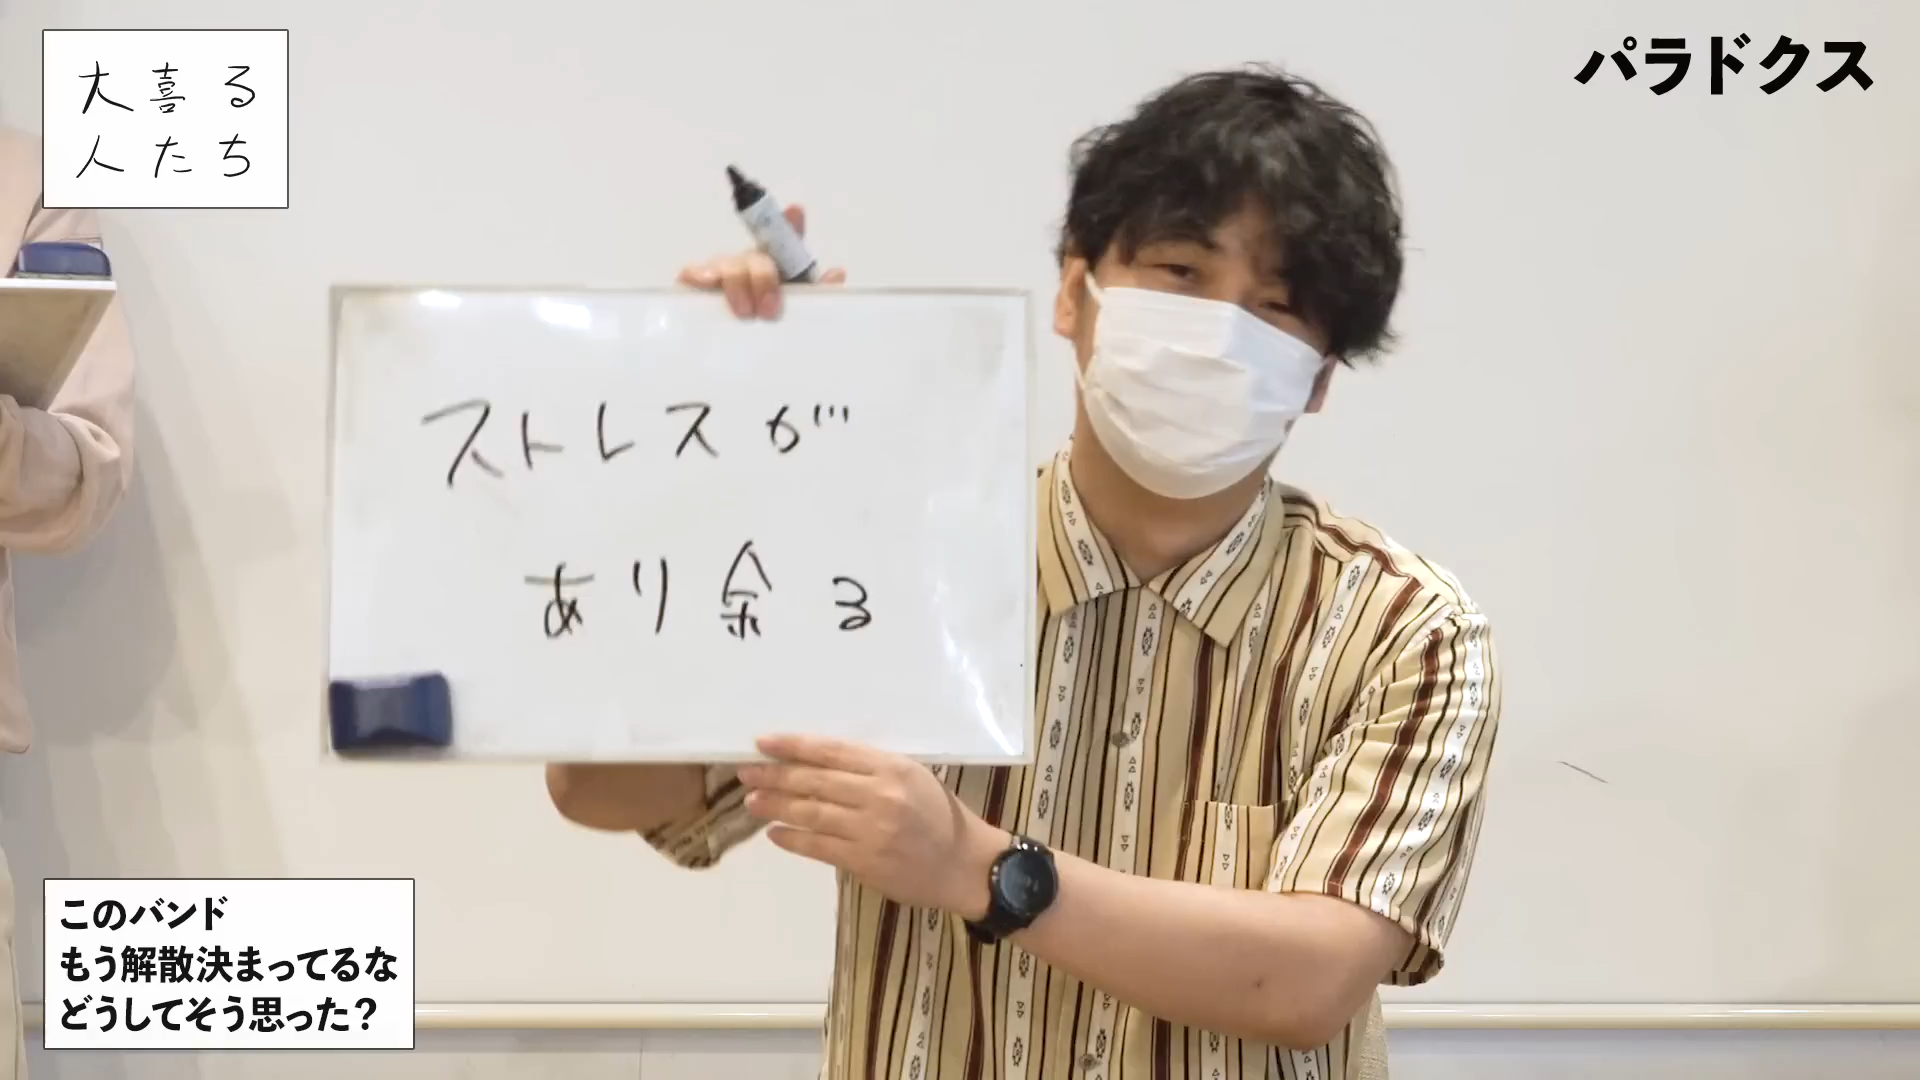 大喜る
人たち
パラドクス
ストレスが
あり余る
このバンド
もう解散決まってるな
どうしてそう思った？